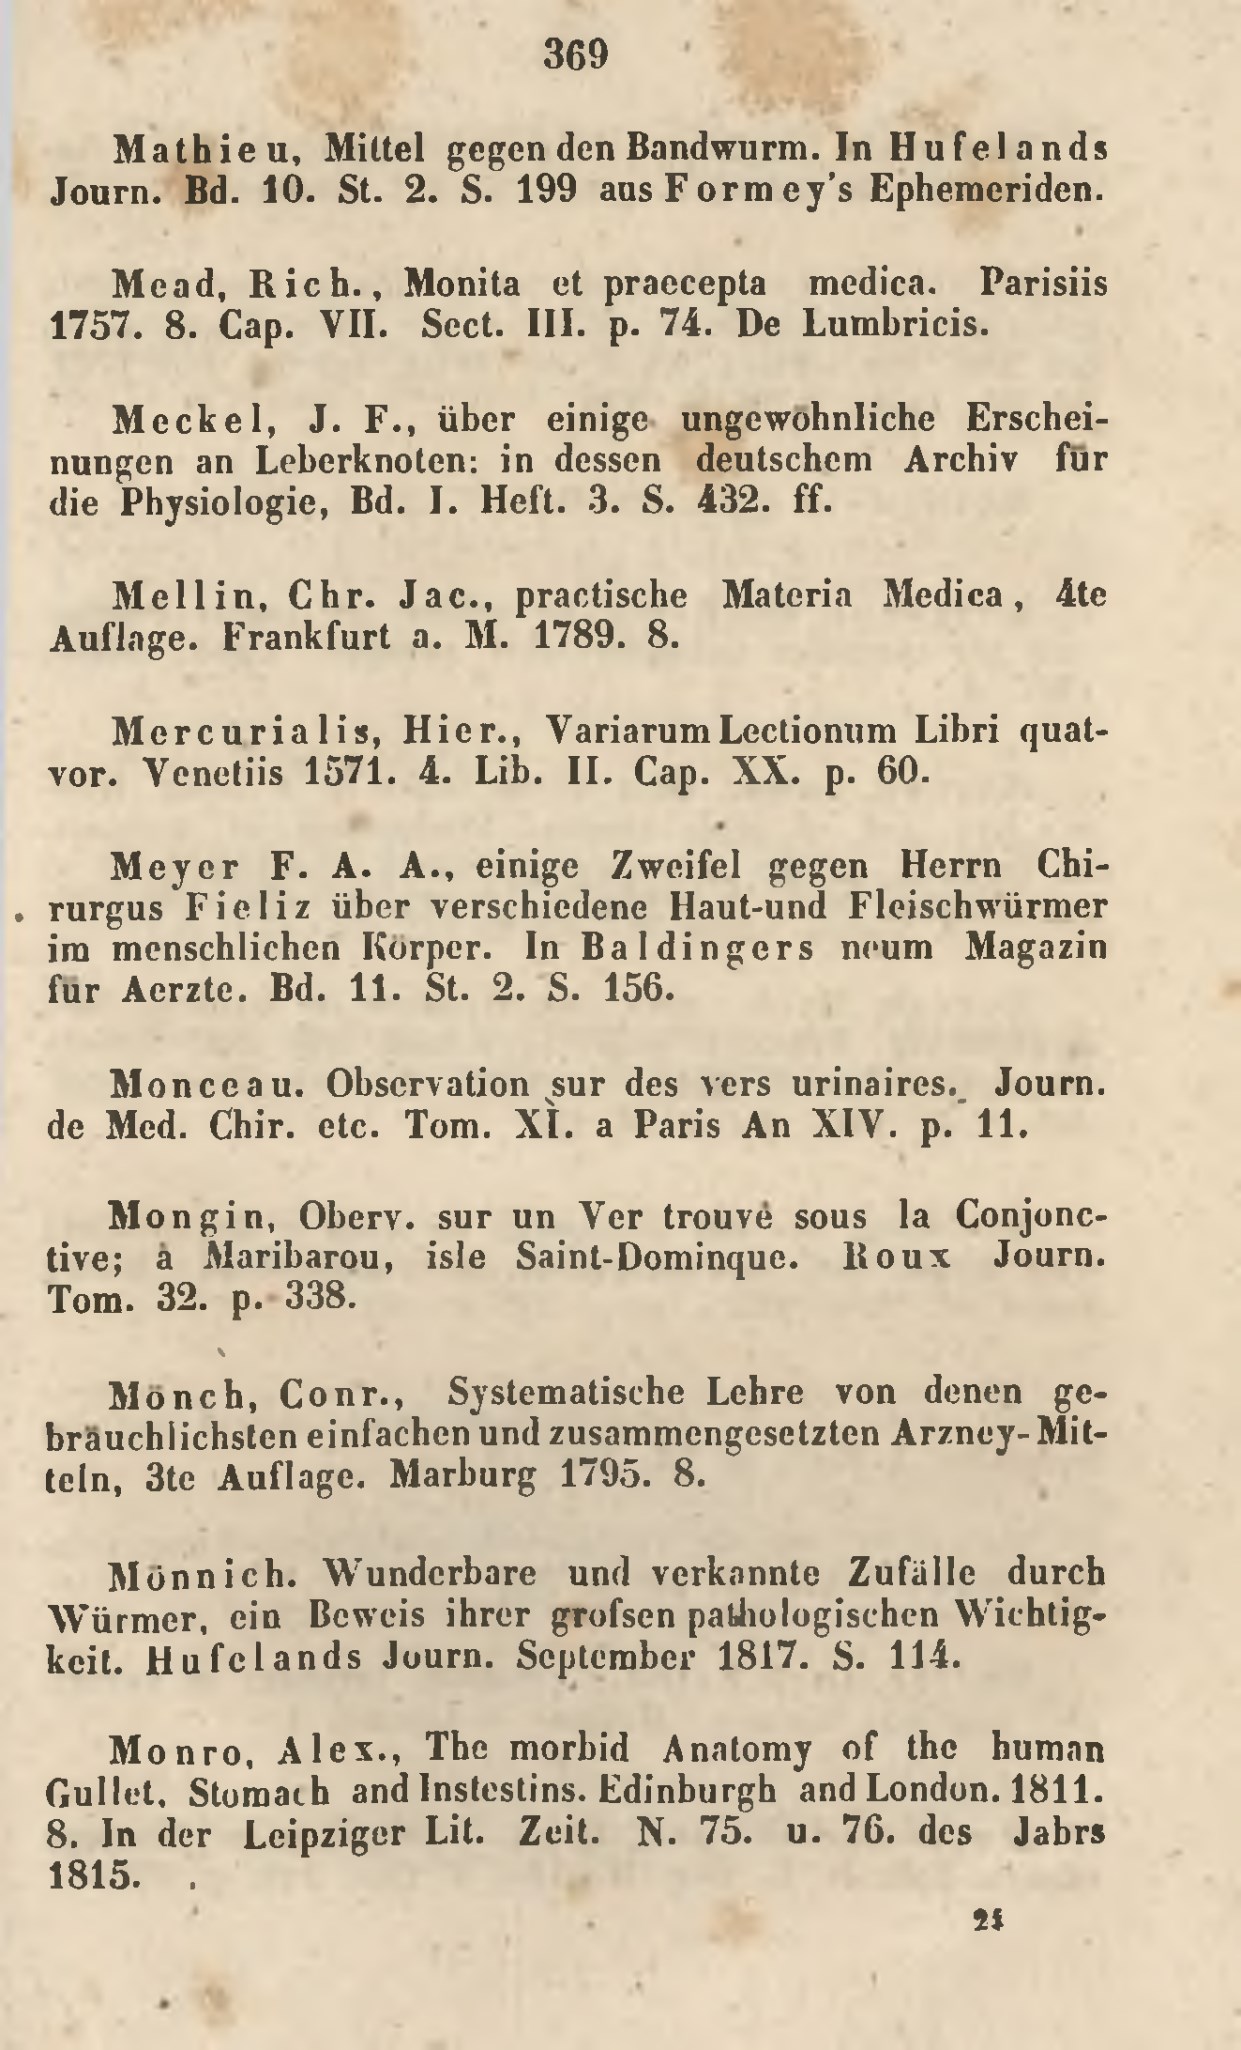 369
Mathieu, Mittel gegen den Bandwurm. In Hufelands
Journ. Bd. 10. St. 2. S. 199 aus Formey's Ephemeriden.
Mead, Rich., Monita et praecepta medica. Parisiis
1757. 8. Cap. VII. Sect. III. p. 74. De Lumbricis.
Meckel, J. F., über einige ungewöhnliche Erschei-
nungen an Leberknoten: in dessen deutschem Archiv für
die Physiologie, Bd. I. Heft. 3. S. 432. ff.
Mellin, Chr. Jac., practische Materia Medica, 4te
Auflage. Frankfurt a. M. 1789. 8.
Mercurialis, Hier., Variarum Lectionum Libri quat-
vor. Venetiis 1571. 4. Lib. II. Cap. XX. p. 60.
Meyer F. A. A., einige Zweifel gegen Herrn Chi-
rurgus Fieliz über verschiedene Haut-und Fleischwürmer
im menschlichen Körper. In Baldingers neum Magazin
für Aerzte. Bd. 11. St. 2. S. 156.
Monceau. Observation sur des vers urinaires. Journ.
de Med. Chir. etc. Tom. XI. a Paris An XIV. p. 11.
Mongin, Oberv. sur un Ver trouvè sous la Conjonc-
tive; à Maribarou, isle Saint-Dominque. Roux Journ.
Tom. 32. p. 338.
Mönch, Conr., Systematische Lehre von denen ge-
bräuchlichsten einfachen und zusammengesetzten Arzney-Mit-
teln, 3te Auflage. Marburg 1795. 8.
Mönnich. Wunderbare und verkannte Zufälle durch
Würmer, ein Beweis ihrer grofsen pathologischen Wichtig-
keit. Hufelands Journ. September 1817. S. 114.
Monro, Alex., The morbid Anatomy of the human
Gullet, Stomach and Instestins. Edinburgh and London. 1811.
8. In der Leipziger Lit. Zeit. N. 75. u. 76. des Jahrs
1815.